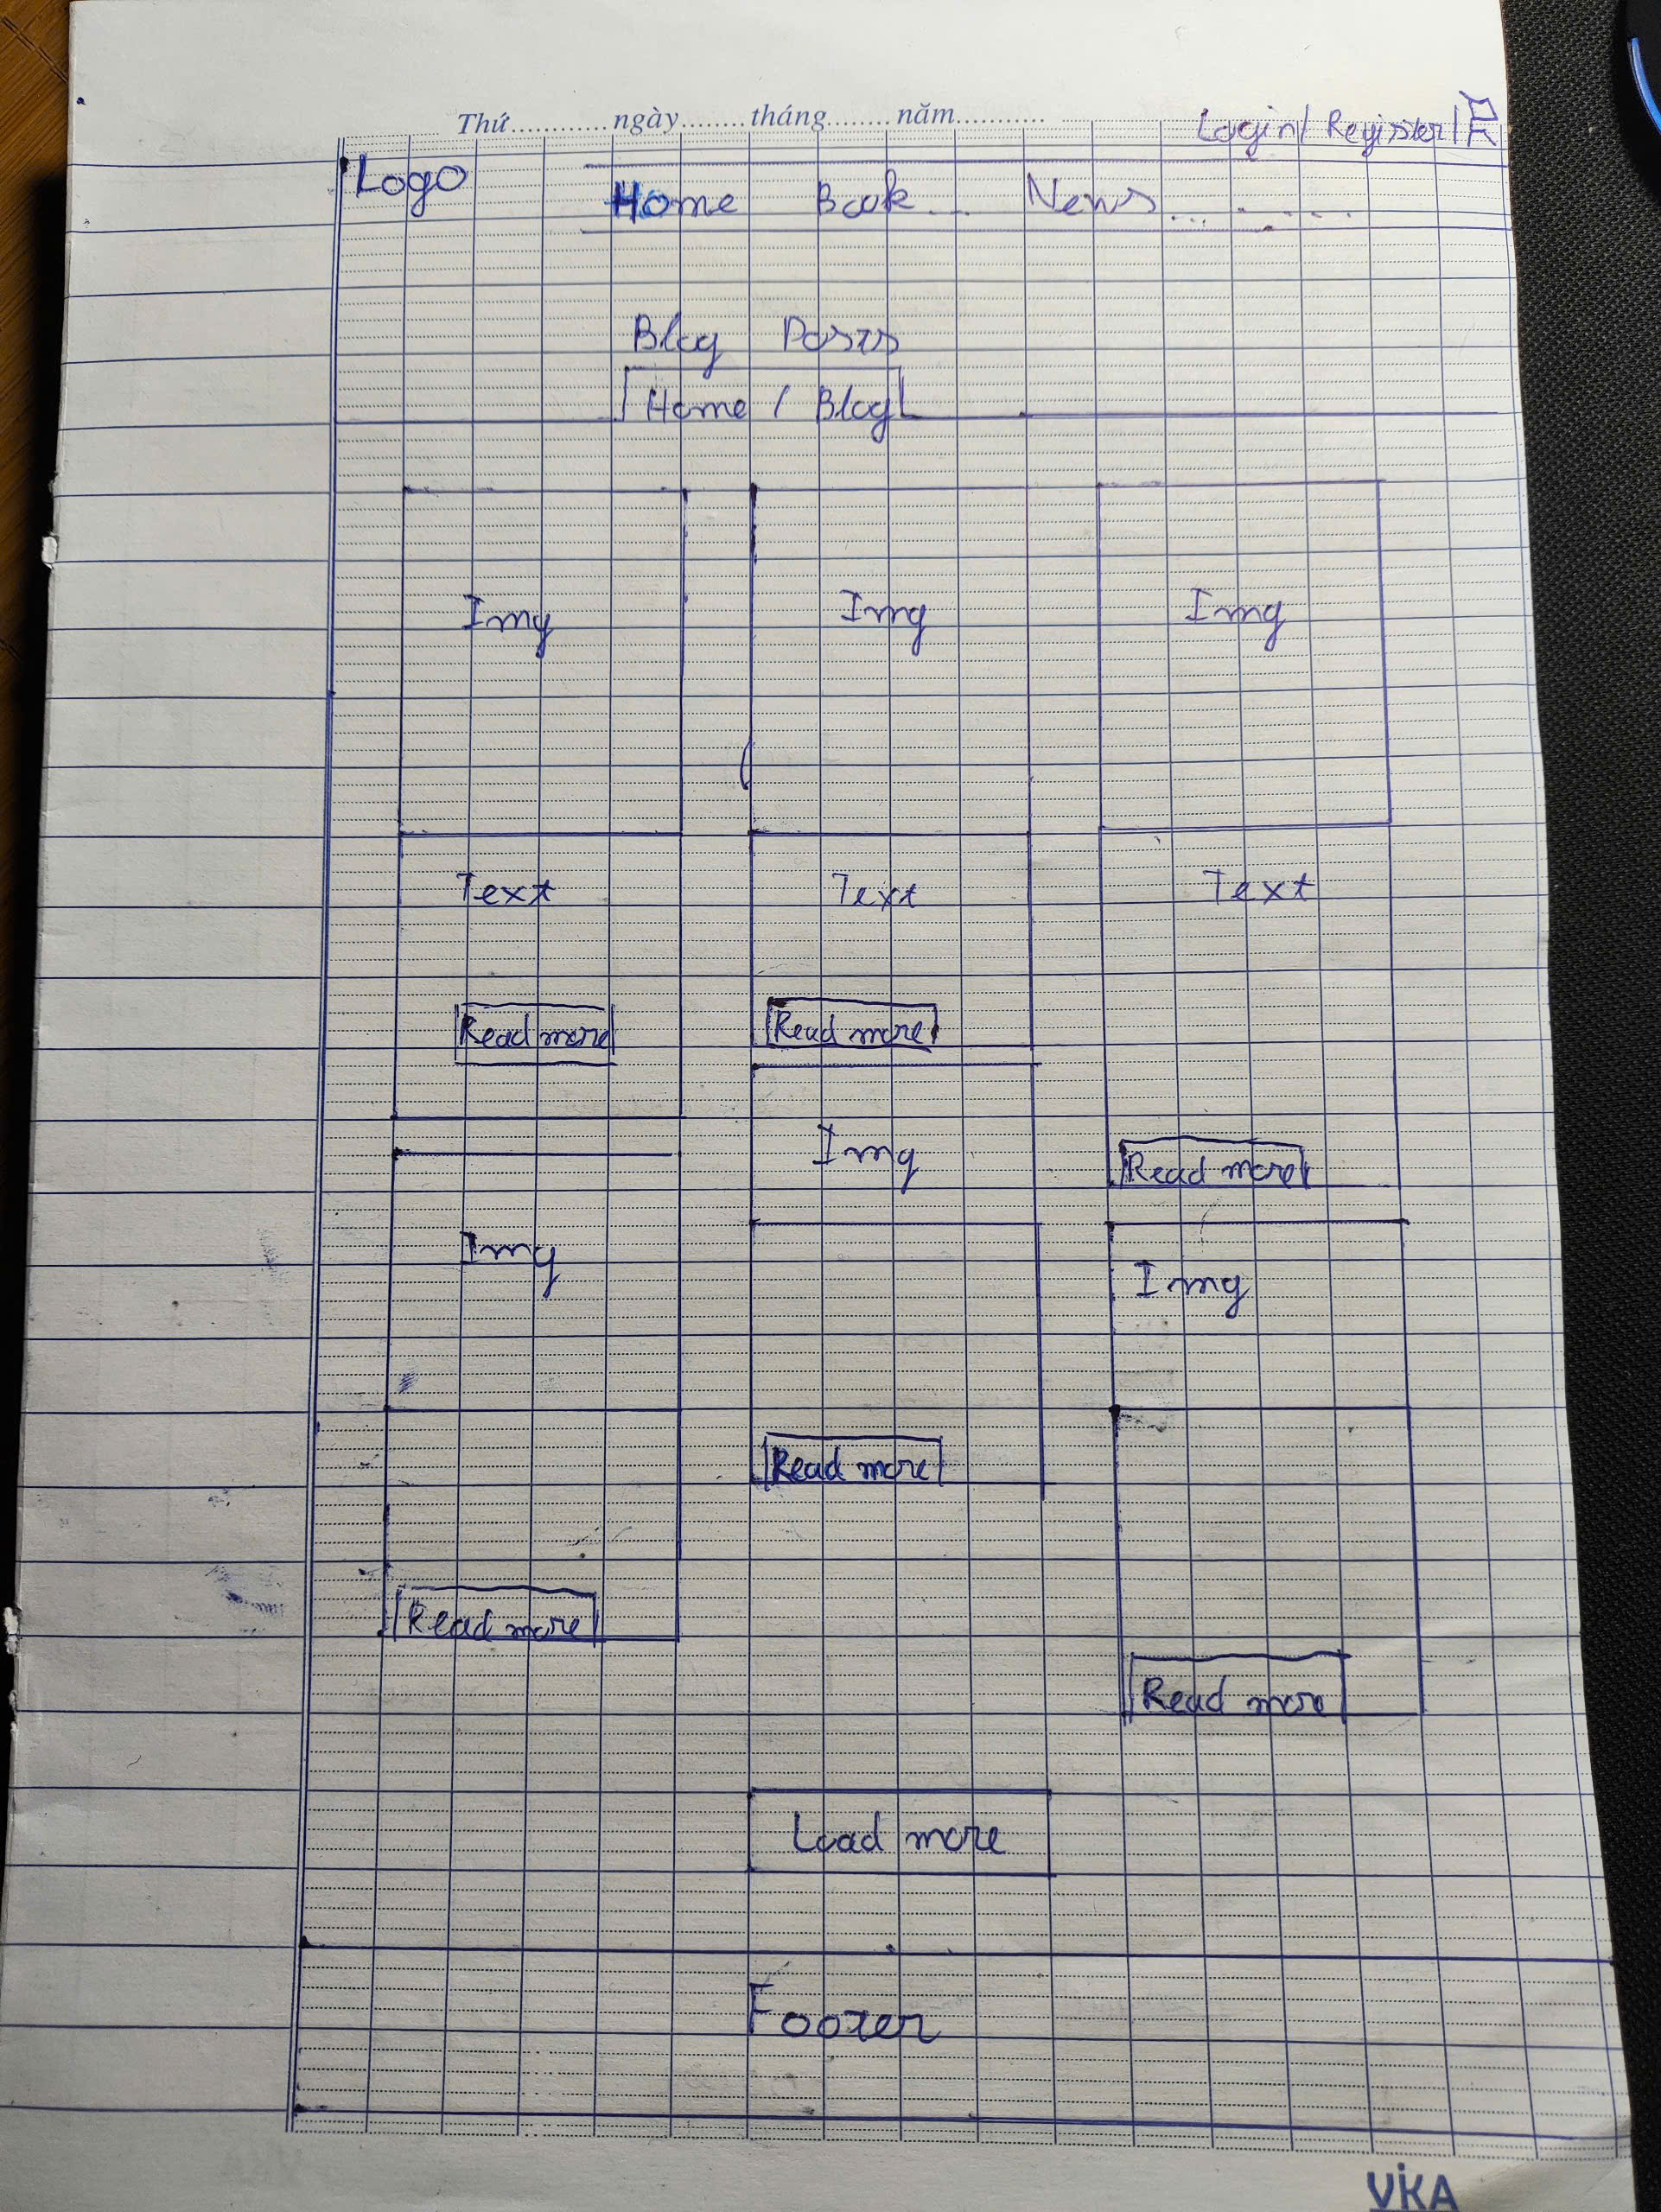 Thứ............ngày........tháng........năm...........
Login / Register /
Logo
Home Book... News...
Blog Posts
Home / Blog
Img Img Img
Text Text Text
Read more Read more
Img
Read more
Img
Img
Read more
Read more
Read more
Load more
Footer
VIKA